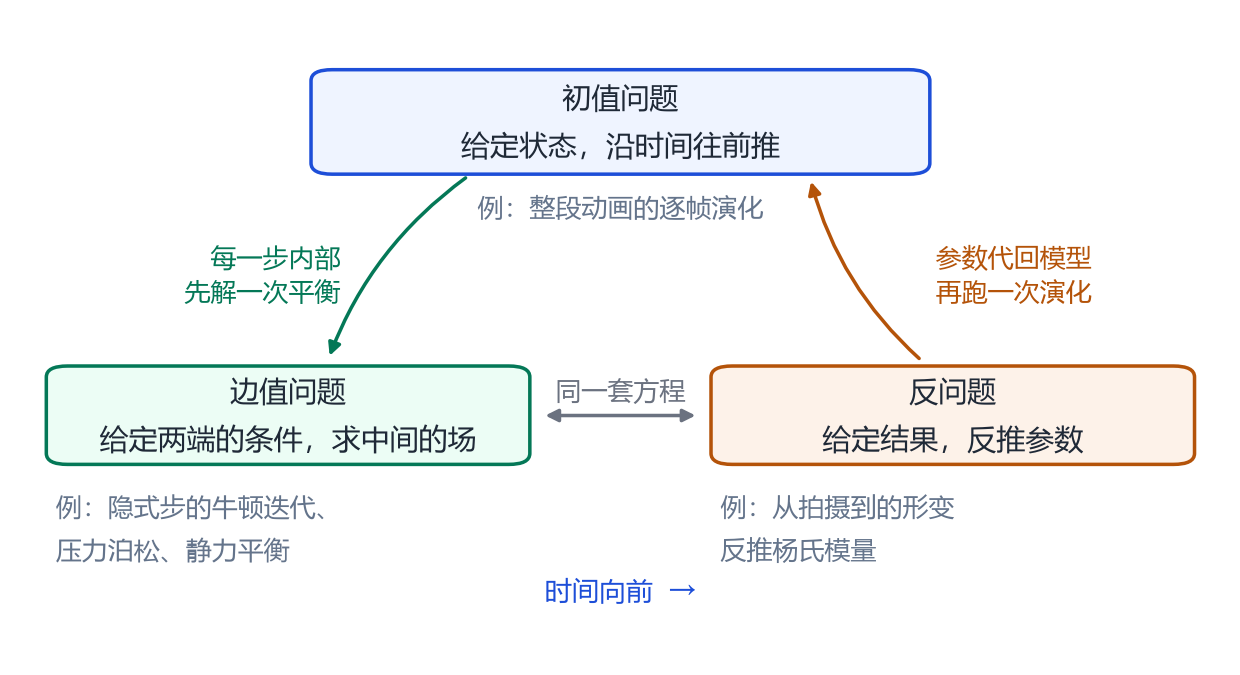 初值问题
给定状态，沿时间往前推
例：整段动画的逐帧演化
每一步内部
先解一次平衡
参数代回模型
再跑一次演化
边值问题
给定两端的条件，求中间的场
同一套方程
反问题
给定结果，反推参数
例：隐式步的牛顿迭代、
压力泊松、静力平衡
例：从拍摄到的形变
反推杨氏模量
时间向前 →